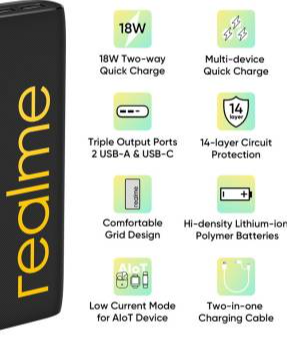 realme
18W
18W Two-way
Quick Charge
Multi-device
Quick Charge
Triple Output Ports
2 USB-A & USB-C
14
layer
14-layer Circuit
Protection
realme
Comfortable
Grid Design
Hi-density Lithium-ion
Polymer Batteries
AIoT
Low Current Mode
for AIoT Device
Two-in-one
Charging Cable